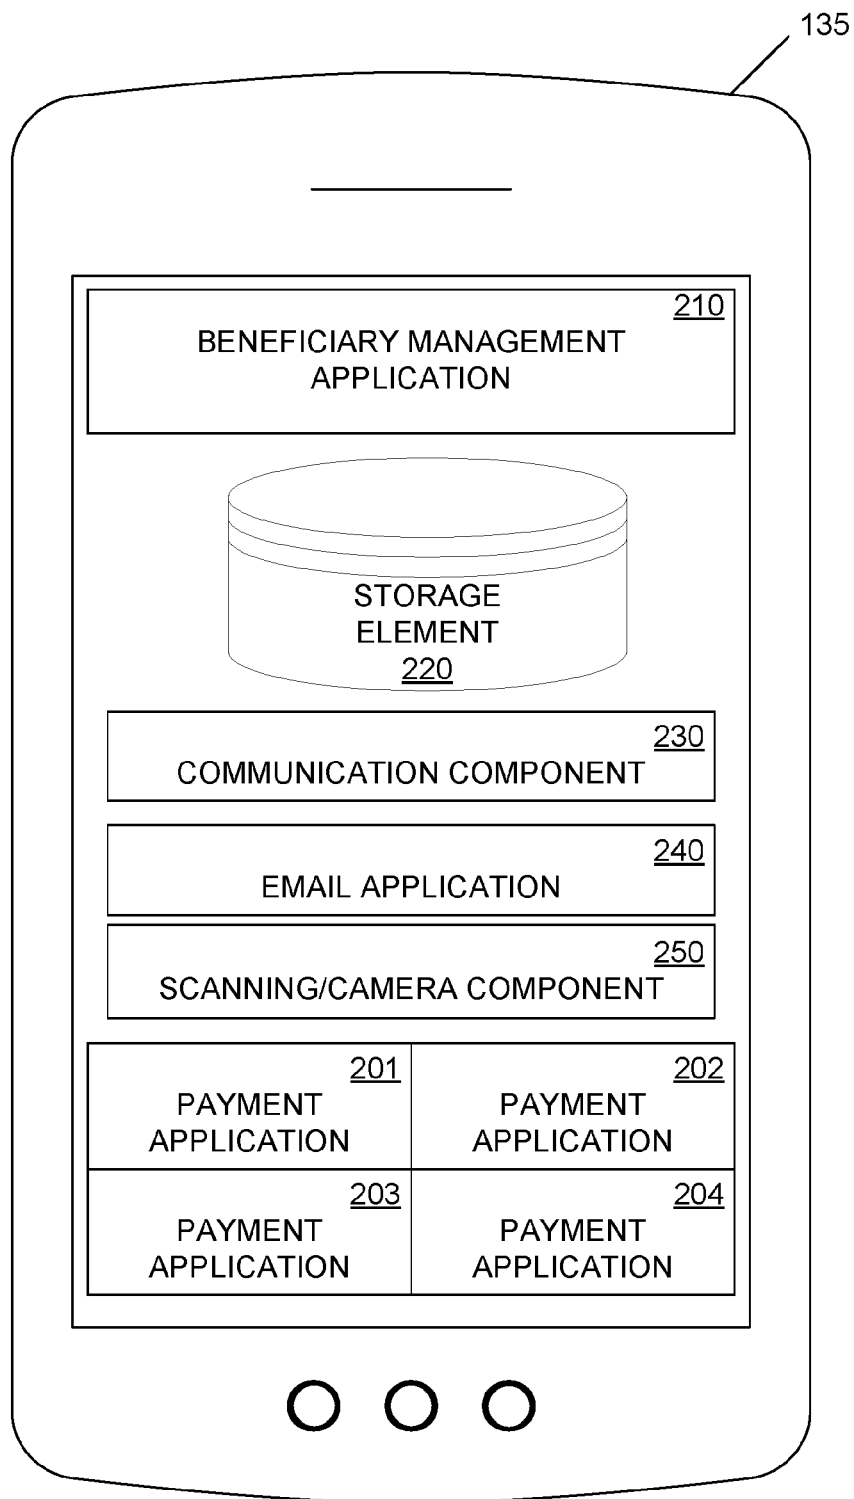 135
210
BENEFICIARY MANAGEMENT
APPLICATION
STORAGE
ELEMENT
220
230
COMMUNICATION COMPONENT
240
EMAIL APPLICATION
250
SCANNING/CAMERA COMPONENT
201
PAYMENT
APPLICATION
202
PAYMENT
APPLICATION
203
PAYMENT
APPLICATION
204
PAYMENT
APPLICATION